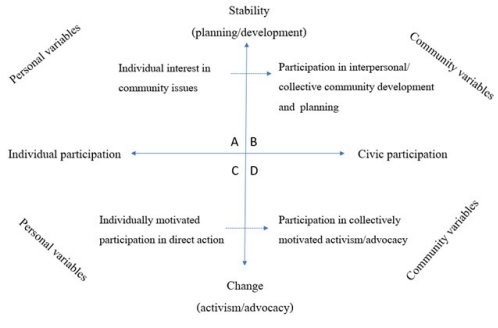 Stability
(planning/development)
Personal variables
Community variables
Individual interest in
community issues
Participation in interpersonal/
collective community development
and planning
A B
Individual participation
Civic participation
C D
Individually motivated
participation in direct action
Participation in collectively
motivated activism/advocacy
Personal variables
Community variables
Change
(activism/advocacy)